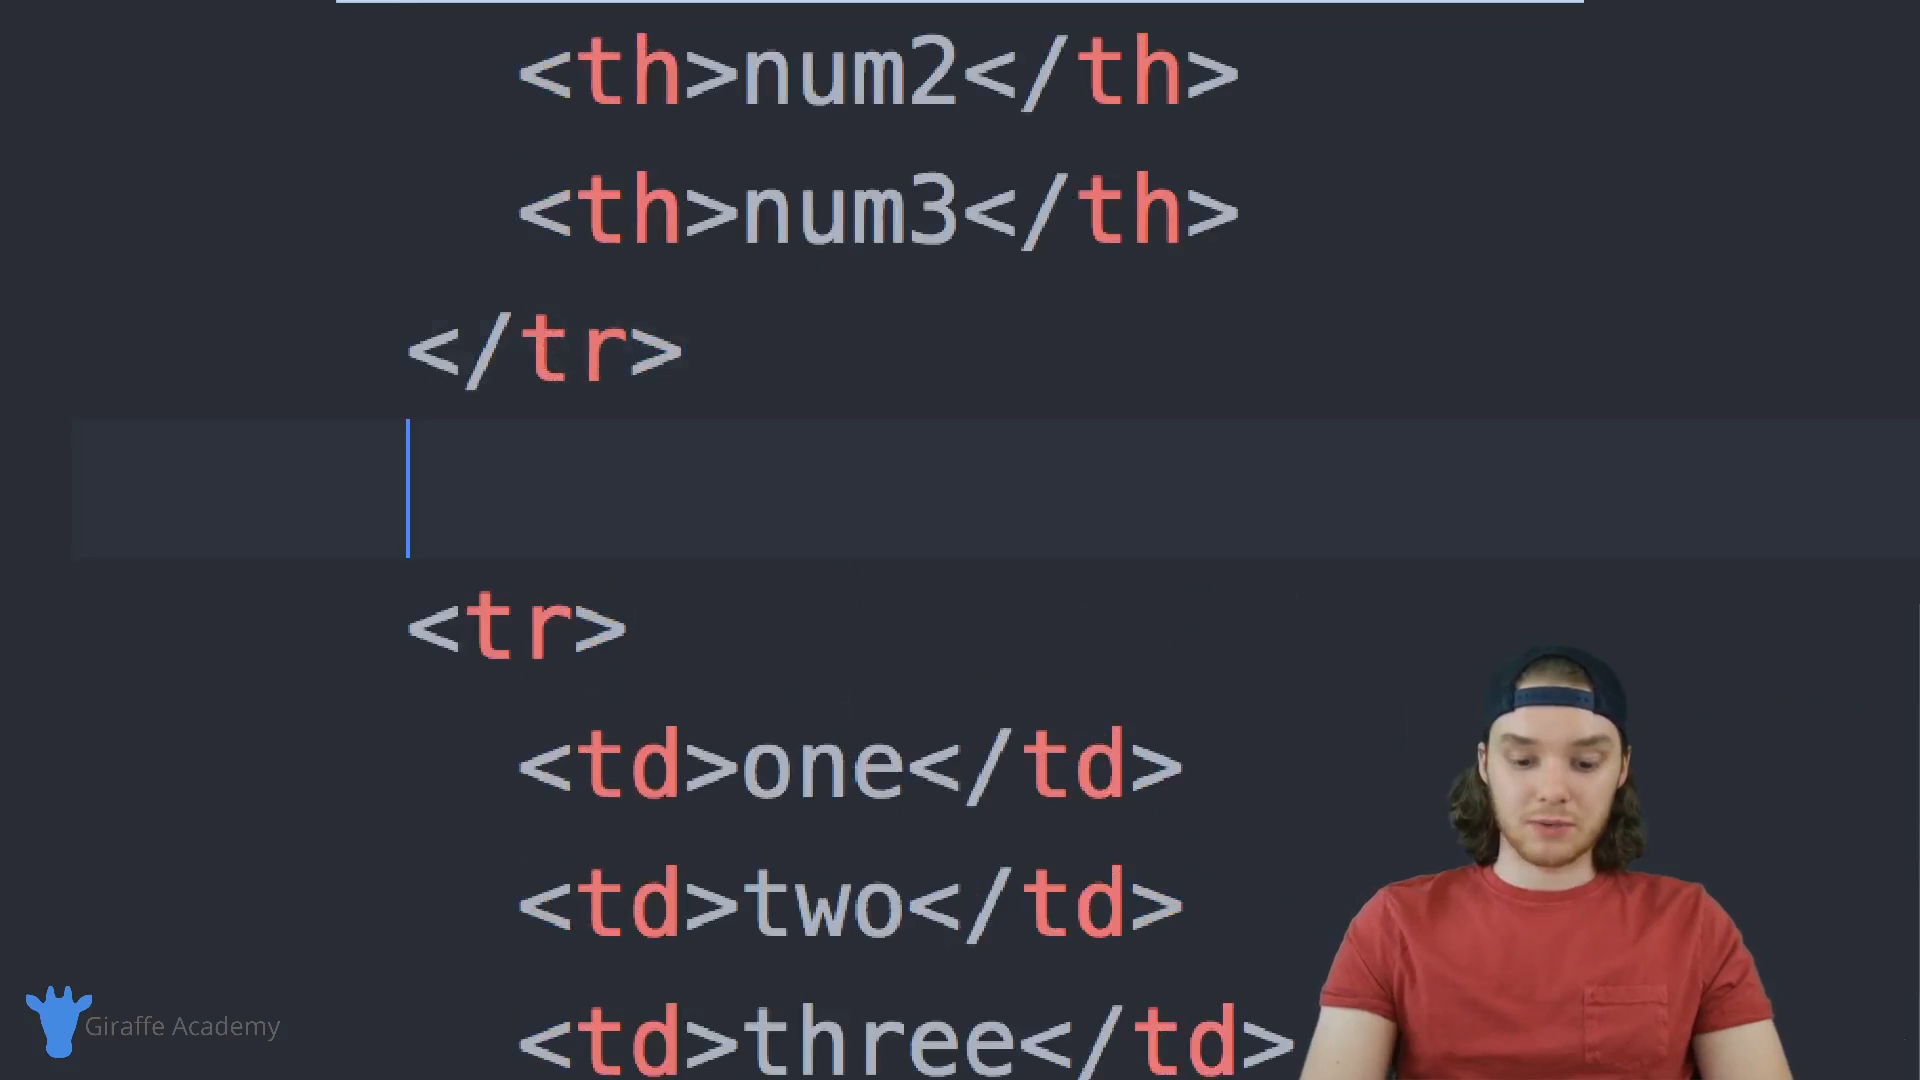 <th>num2</th>
<th>num3</th>
</tr>
<tr>
<td>one</td>
<td>two</td>
<td>three</td>
Giraffe Academy